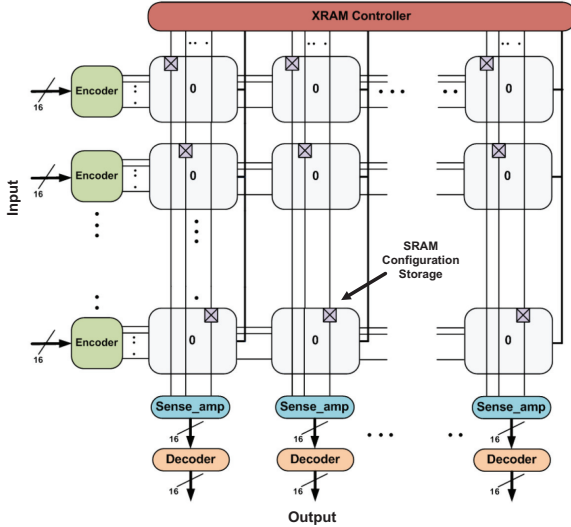 XRAM Controller
Encoder
16
0
0
0
Encoder
16
0
0
0
Input
SRAM
Configuration
Storage
Encoder
16
0
0
0
Sense_amp
Sense_amp
Sense_amp
16
16
16
Decoder
Decoder
Decoder
16
16
16
Output